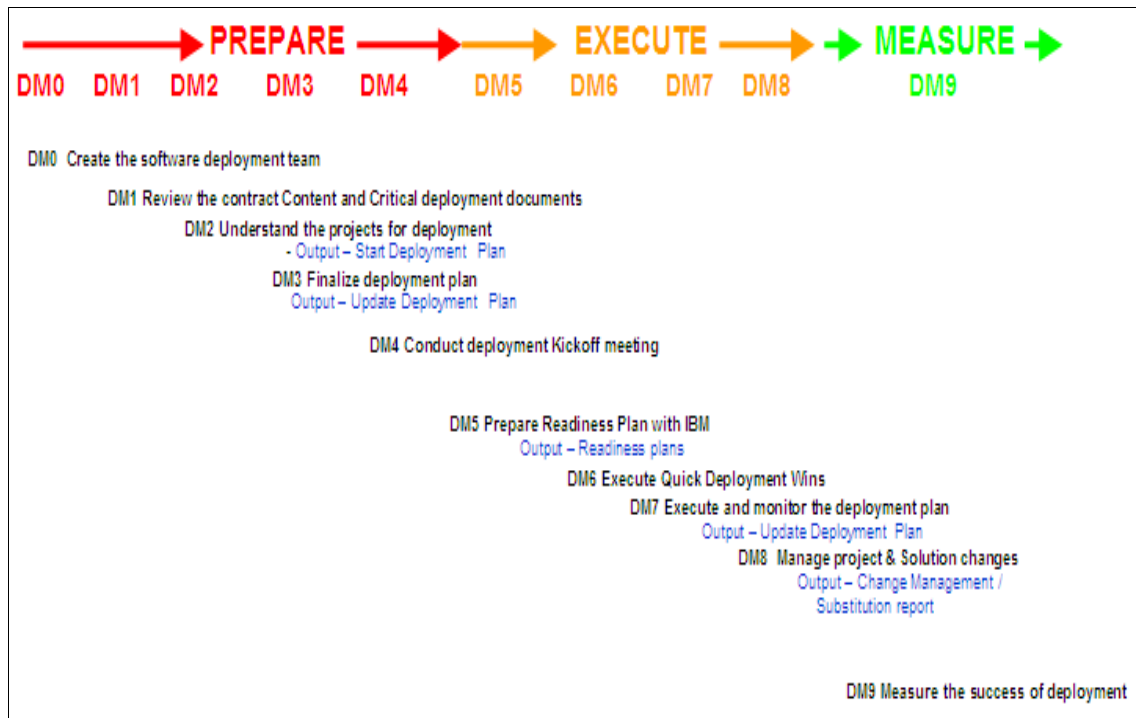 PREPARE EXECUTE MEASURE
DM0 DM1 DM2 DM3 DM4 DM5 DM6 DM7 DM8 DM9
DM0 Create the software deployment team
DM1 Review the contract Content and Critical deployment documents
DM2 Understand the projects for deployment
- Output – Start Deployment Plan
DM3 Finalize deployment plan
Output – Update Deployment Plan
DM4 Conduct deployment Kickoff meeting
DM5 Prepare Readiness Plan with IBM
Output – Readiness plans
DM6 Execute Quick Deployment Wins
DM7 Execute and monitor the deployment plan
Output – Update Deployment Plan
DM8 Manage project & Solution changes
Output – Change Management /
Substitution report
DM9 Measure the success of deployment